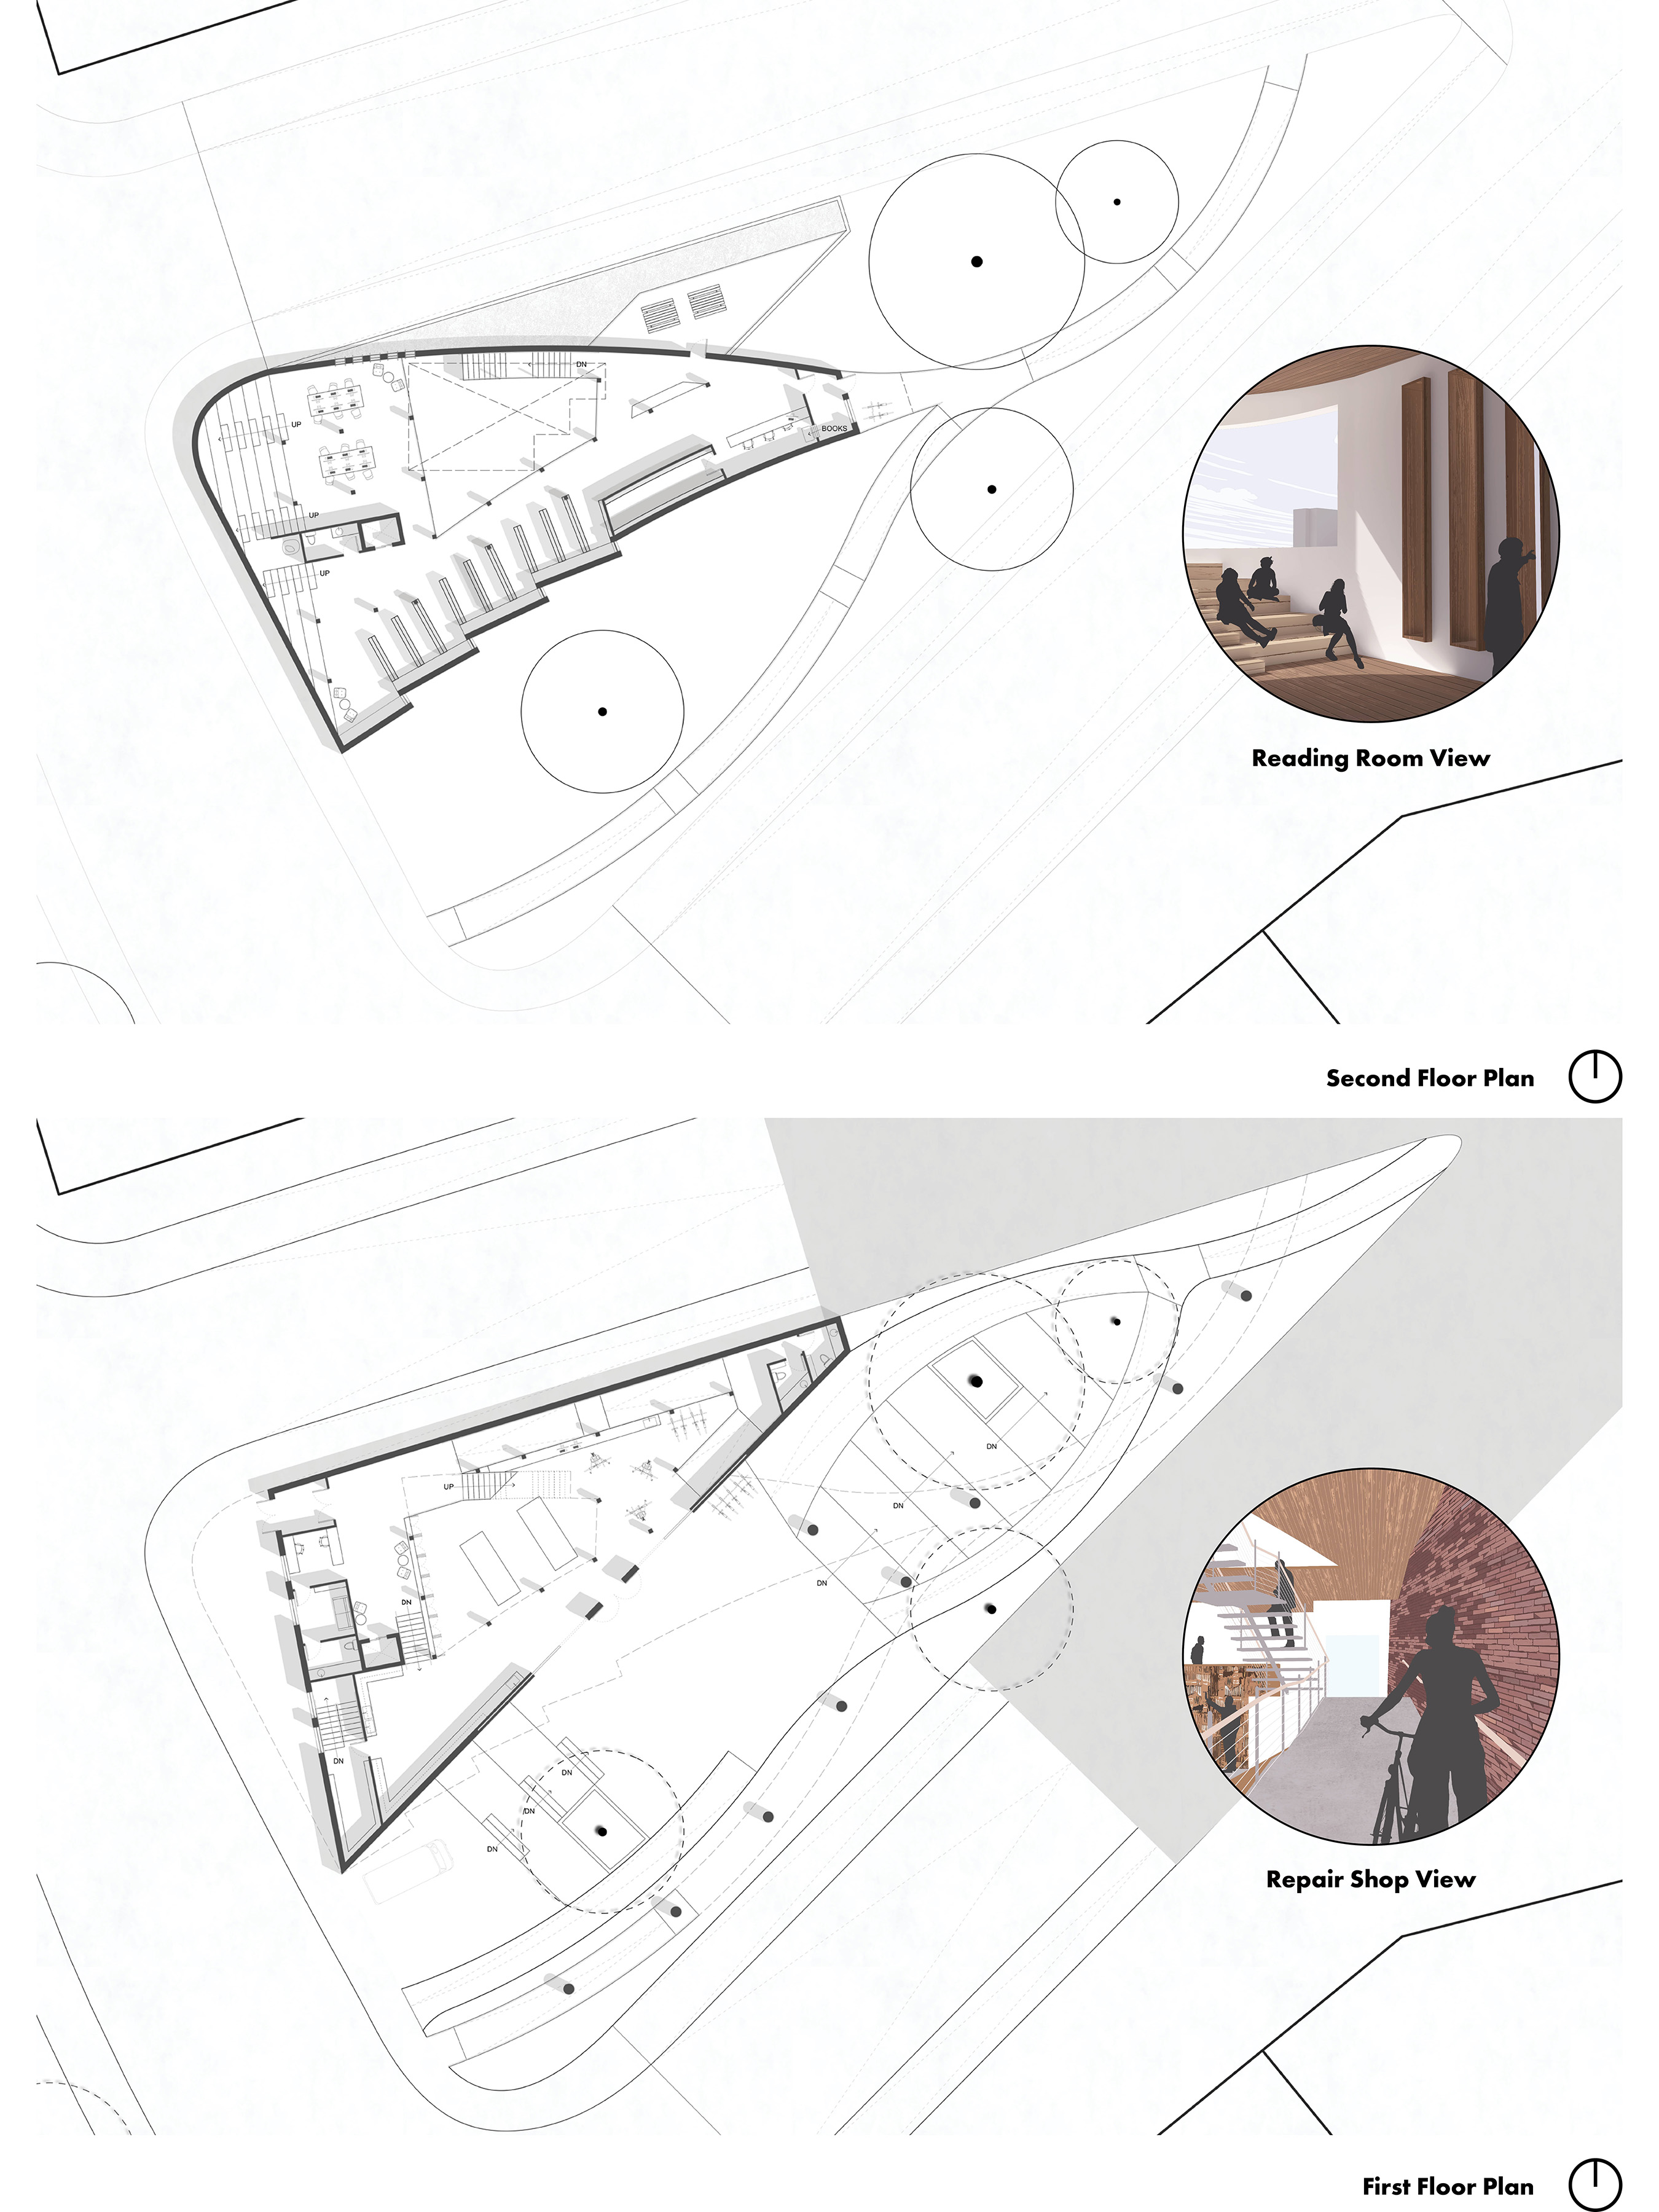 DN
UP
BOOKS
UP
UP
Reading Room View
Second Floor Plan
DN
UP
DN
DN
DN
DN
DN
DN
DN
Repair Shop View
First Floor Plan